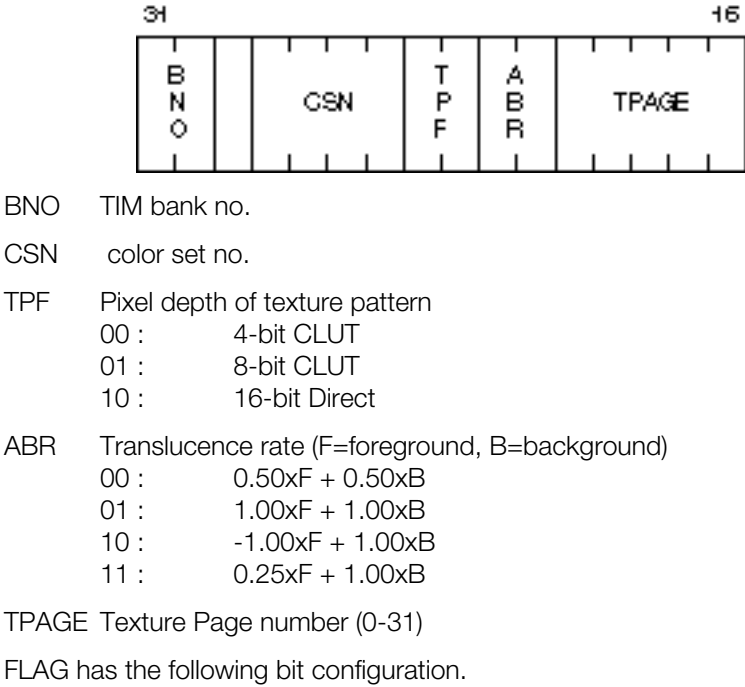 31 16
BNO CSN TPF ABR TPAGE
BNO TIM bank no.
CSN color set no.
TPF Pixel depth of texture pattern
00 : 4-bit CLUT
01 : 8-bit CLUT
10 : 16-bit Direct
ABR Translucence rate (F=foreground, B=background)
00 : 0.50xF + 0.50xB
01 : 1.00xF + 1.00xB
10 : -1.00xF + 1.00xB
11 : 0.25xF + 1.00xB
TPAGE Texture Page number (0-31)
FLAG has the following bit configuration.